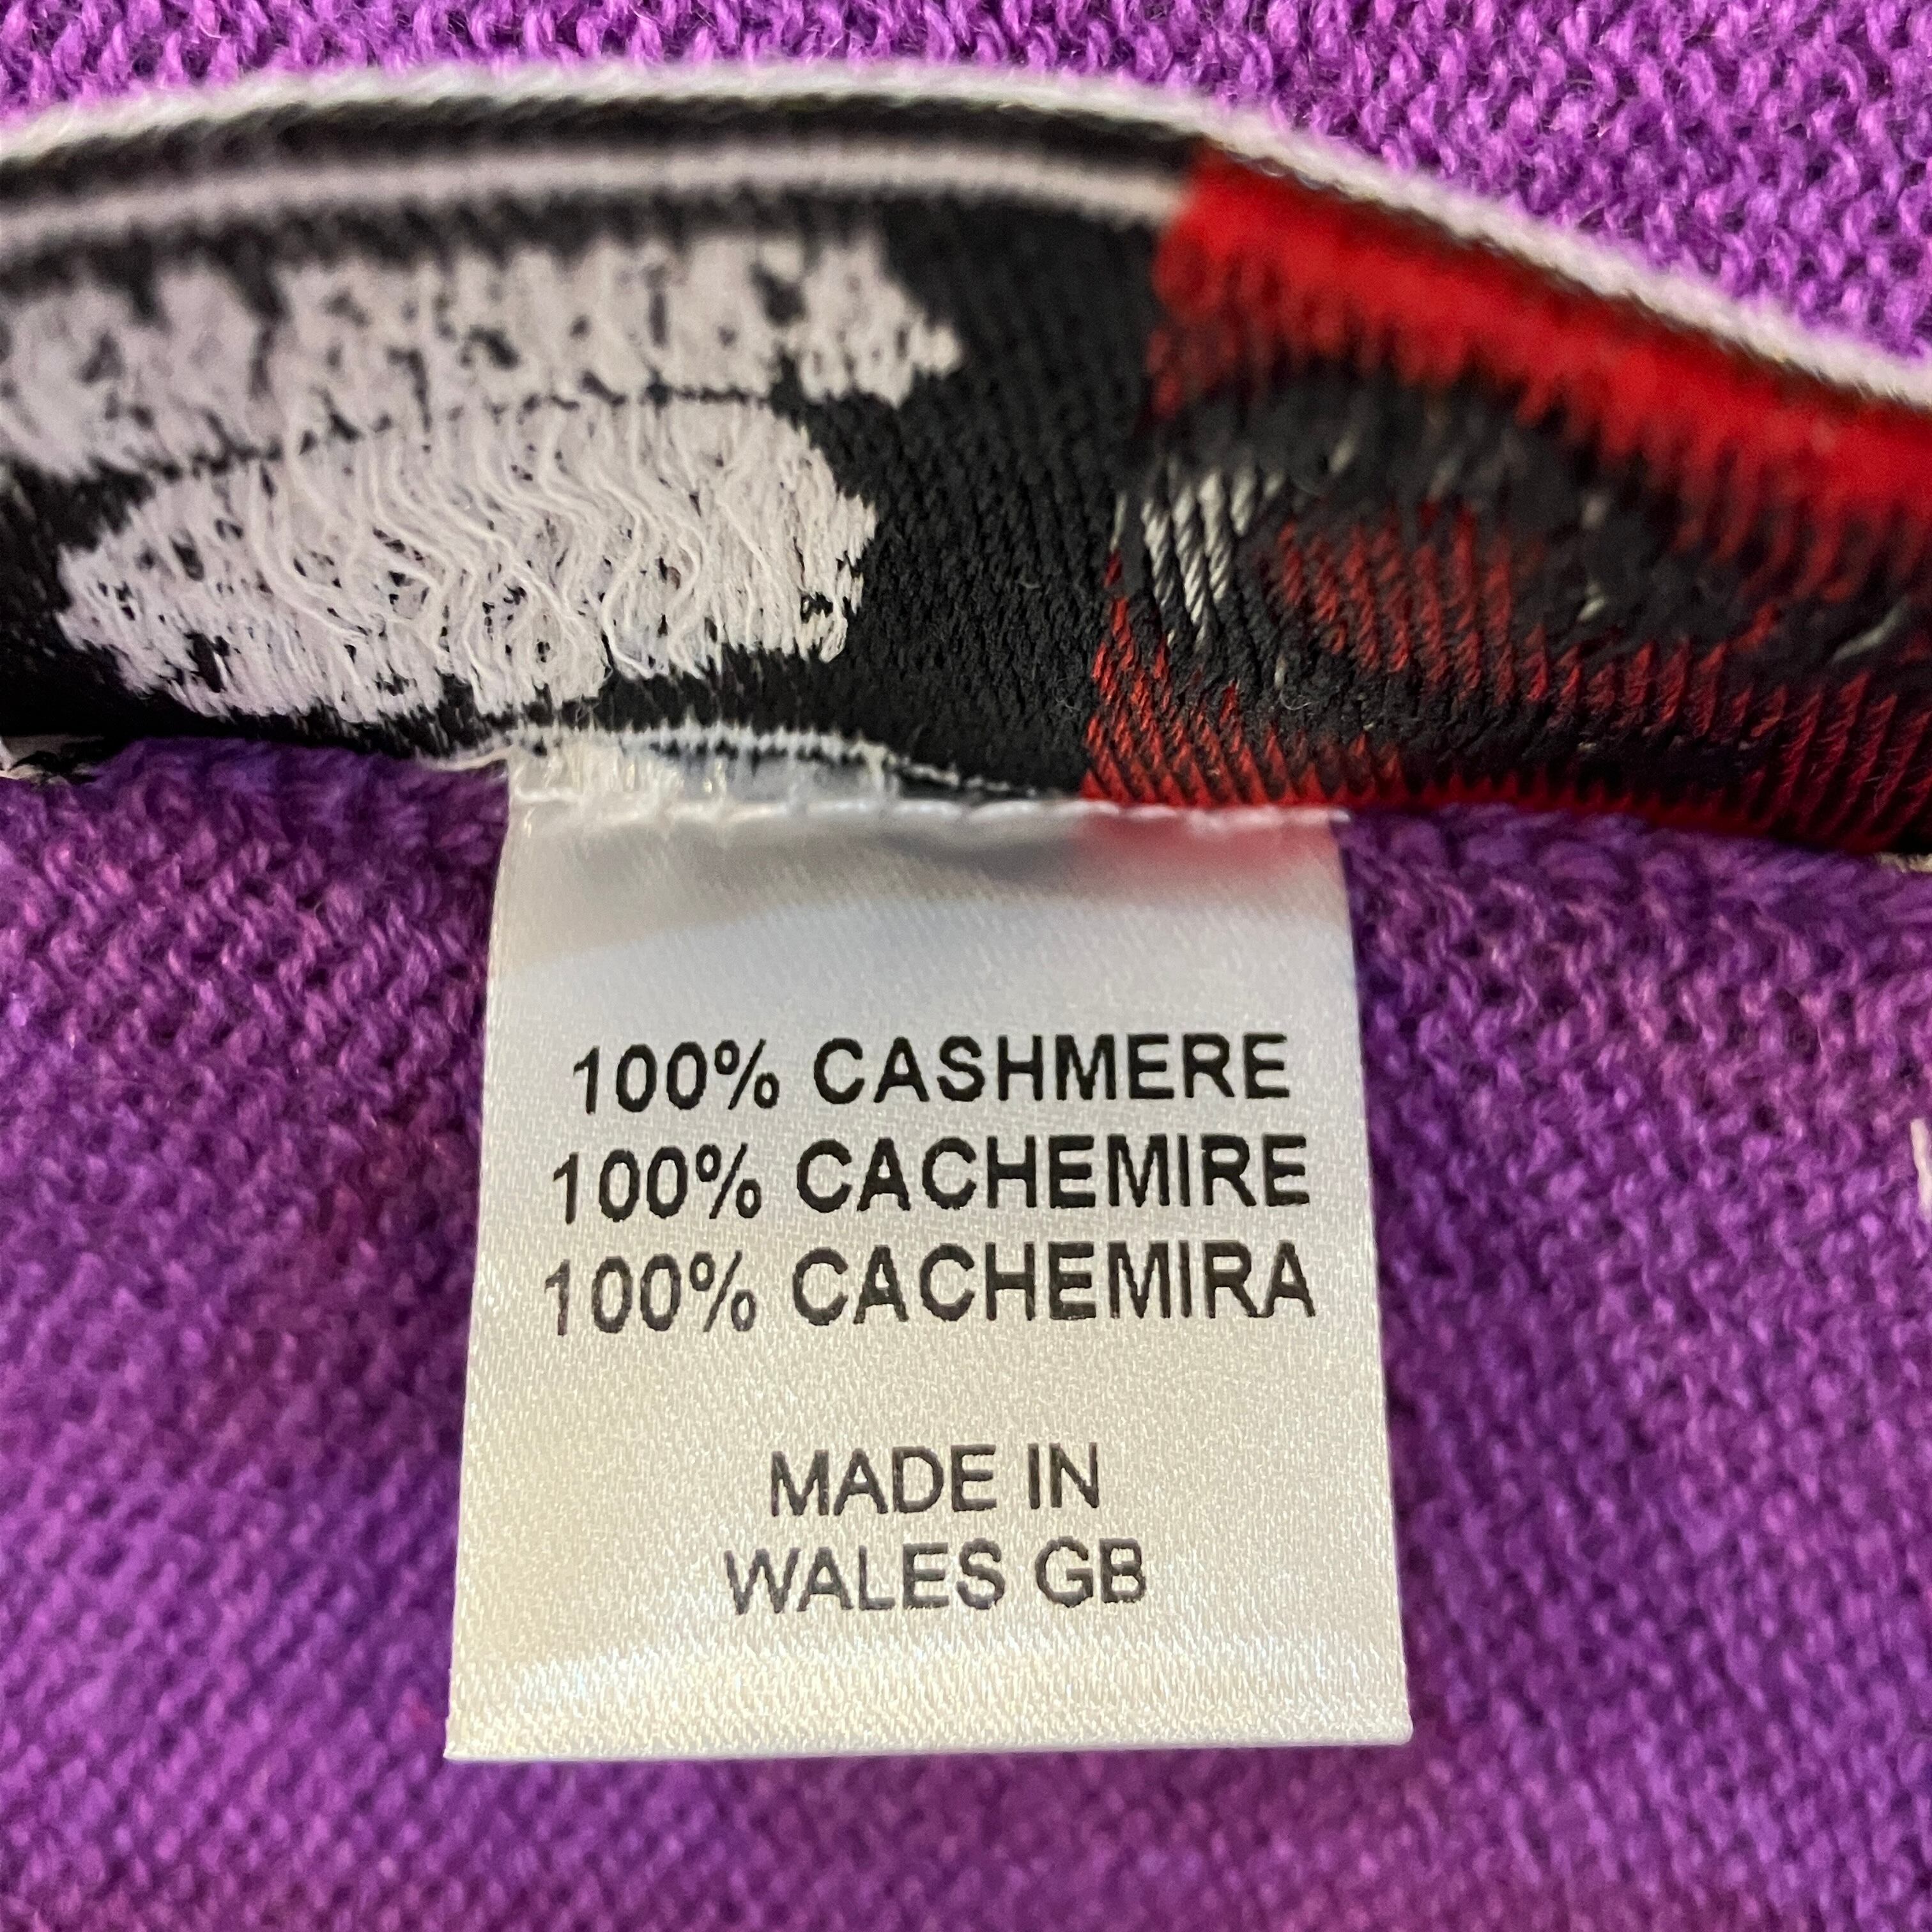 100% CASHMERE
100% CACHEMIRE
100% CACHEMIRA
MADE IN
WALES GB